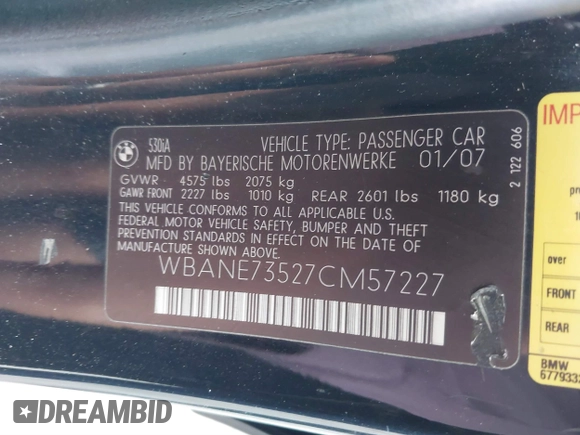 BMW
530iA
VEHICLE TYPE: PASSENGER CAR
MFD BY BAYERISCHE MOTORENWERKE 01/07
GVWR 4575 lbs 2075 kg
GAWR FRONT 2227 lbs 1010 kg REAR 2601 lbs 1180 kg
THIS VEHICLE CONFORMS TO ALL APPLICABLE U.S.
FEDERAL MOTOR VEHICLE SAFETY, BUMPER AND THEFT
PREVENTION STANDARDS IN EFFECT ON THE DATE OF
MANUFACTURE SHOWN ABOVE.
WBANE73527CM57227
2 122 606
IMP
over
FRONT
REAR
BMW
677933
DREAMBID